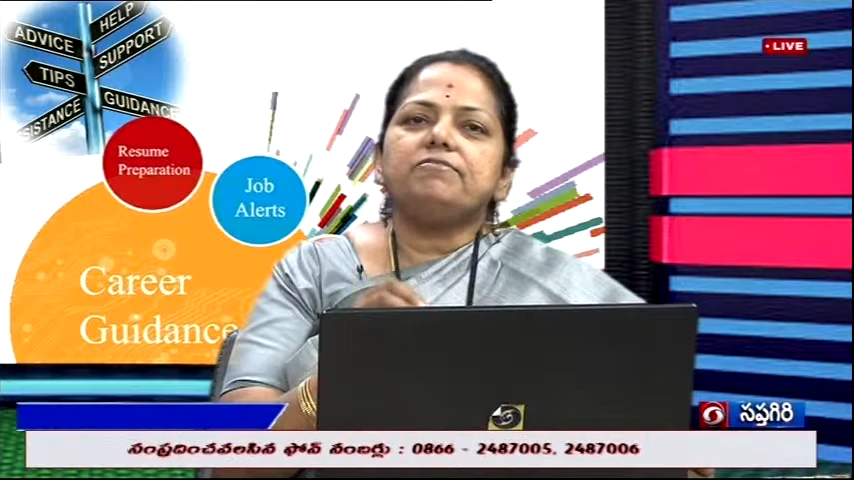 ADVICE
HELP
SUPPORT
TIPS
GUIDANCE
SISTANCE
Resume
Preparation
Job
Alerts
Career
Guidance
LIVE
సప్తగిరి
సంప్రదించవలసిన ఫోన్ నంబర్లు : 0866 - 2487005, 2487006